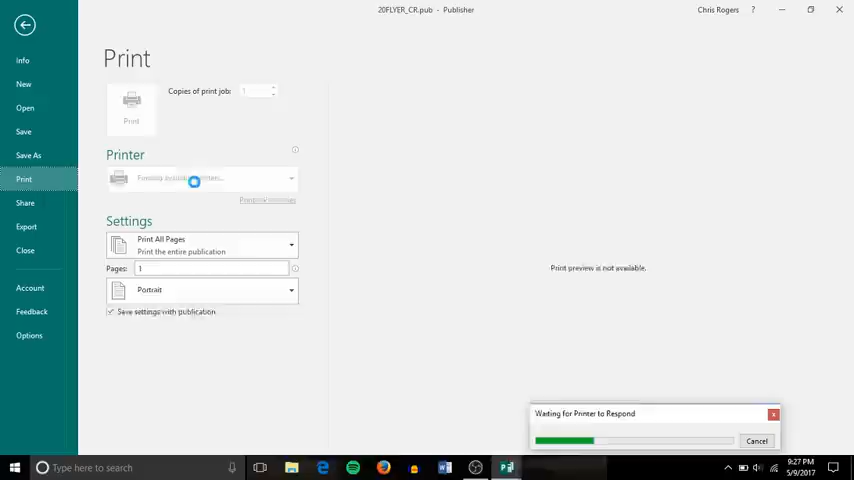 20FLYER_CR.pub - Publisher
Chris Rogers
?
Info
New
Open
Save
Save As
Print
Share
Export
Close
Account
Feedback
Options
Print
Copies of print job: 1
Print
Printer
Printer Properties
Settings
Print All Pages
Print the entire publication
Pages: 1
Portrait
Save settings with publication
Print preview is not available.
Waiting for Printer to Respond
x
Cancel
Type here to search
9:27 PM
5/9/2017